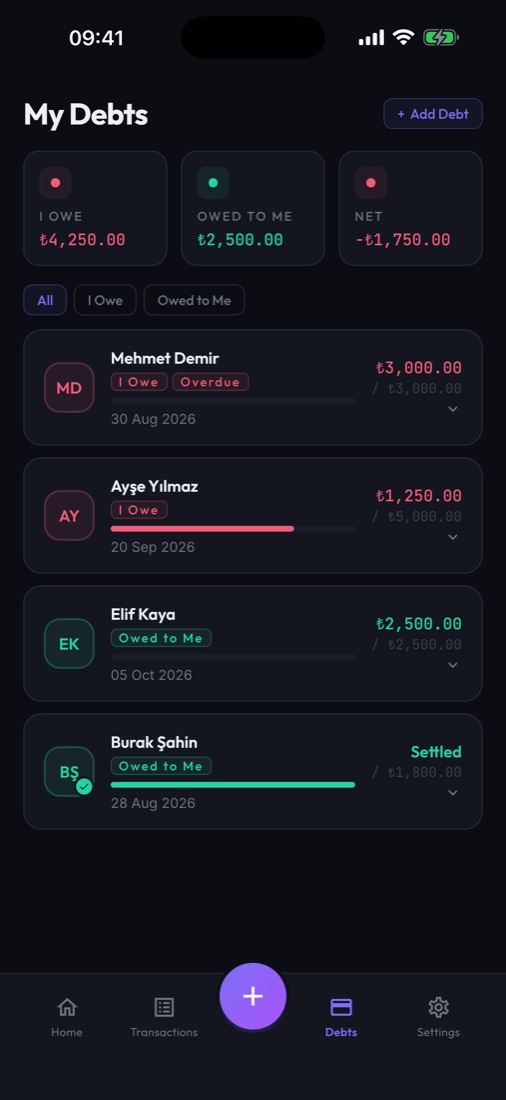 09:41
My Debts
+ Add Debt
I OWE
₺4,250.00
OWED TO ME
₺2,500.00
NET
-₺1,750.00
All
I Owe
Owed to Me
MD
Mehmet Demir
I Owe
Overdue
30 Aug 2026
₺3,000.00
/ ₺3,000.00
AY
Ayşe Yılmaz
I Owe
20 Sep 2026
₺1,250.00
/ ₺5,000.00
EK
Elif Kaya
Owed to Me
05 Oct 2026
₺2,500.00
/ ₺2,500.00
BŞ
Burak Şahin
Owed to Me
28 Aug 2026
Settled
/ ₺1,800.00
Home
Transactions
Debts
Settings